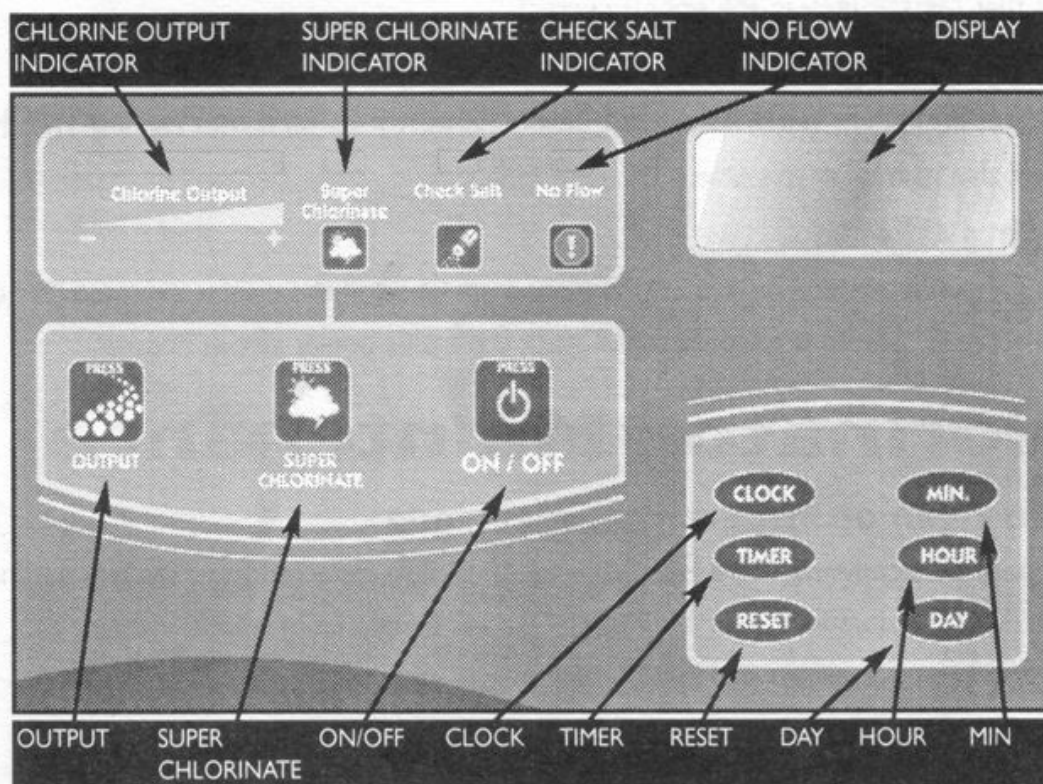 CHLORINE OUTPUT INDICATOR
SUPER CHLORINATE INDICATOR
CHECK SALT INDICATOR
NO FLOW INDICATOR
DISPLAY
Chlorine Output
- +
Super Chlorinate
Check Salt
No Flow
PRESS
OUTPUT
PRESS
SUPER CHLORINATE
PRESS
ON / OFF
CLOCK
MIN.
TIMER
HOUR
RESET
DAY
OUTPUT
SUPER CHLORINATE
ON/OFF
CLOCK
TIMER
RESET
DAY
HOUR
MIN